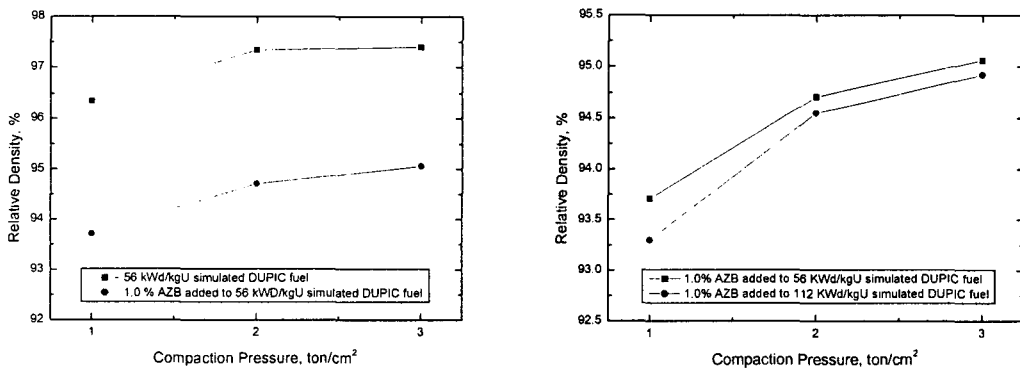 98
97
96
95
94
93
92
Relative Density, %
- 56 kWd/kgU simulated DUPIC fuel
1.0 % AZB added to 56 kWD/kgU simulated DUPIC fuel
1 2 3
Compaction Pressure, ton/cm²
95.5
95.0
94.5
94.0
93.5
93.0
92.5
Relative Density, %
1.0% AZB added to 56 KWd/kgU simulated DUPIC fuel
1.0% AZB added to 112 KWd/kgU simulated DUPIC fuel
1 2 3
Compaction Pressure, ton/cm²